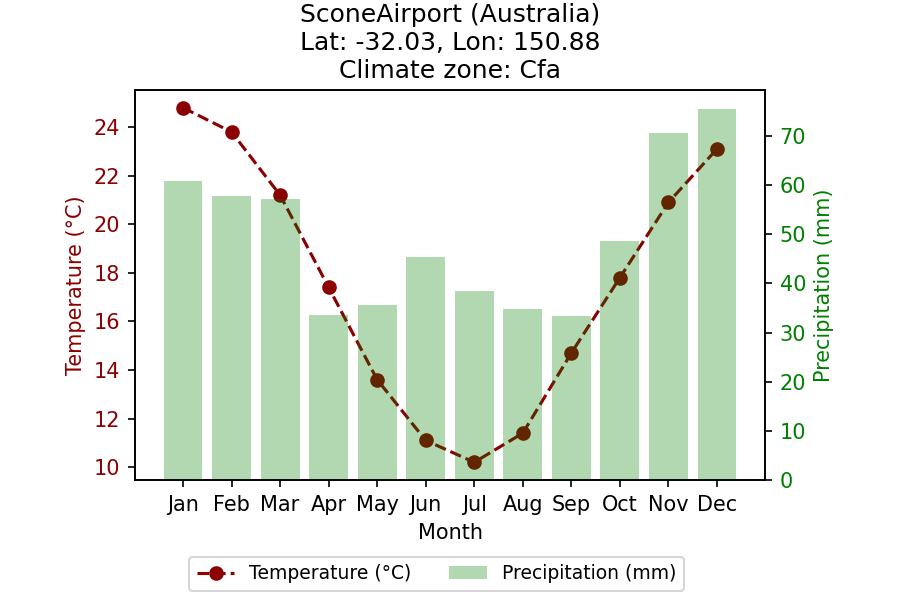 SconeAirport (Australia)
Lat: -32.03, Lon: 150.88
Climate zone: Cfa
24
22
20
18
16
14
12
10
Temperature (°C)
70
60
50
40
30
20
10
0
Precipitation (mm)
Jan Feb Mar Apr May Jun Jul Aug Sep Oct Nov Dec
Month
Temperature (°C) Precipitation (mm)